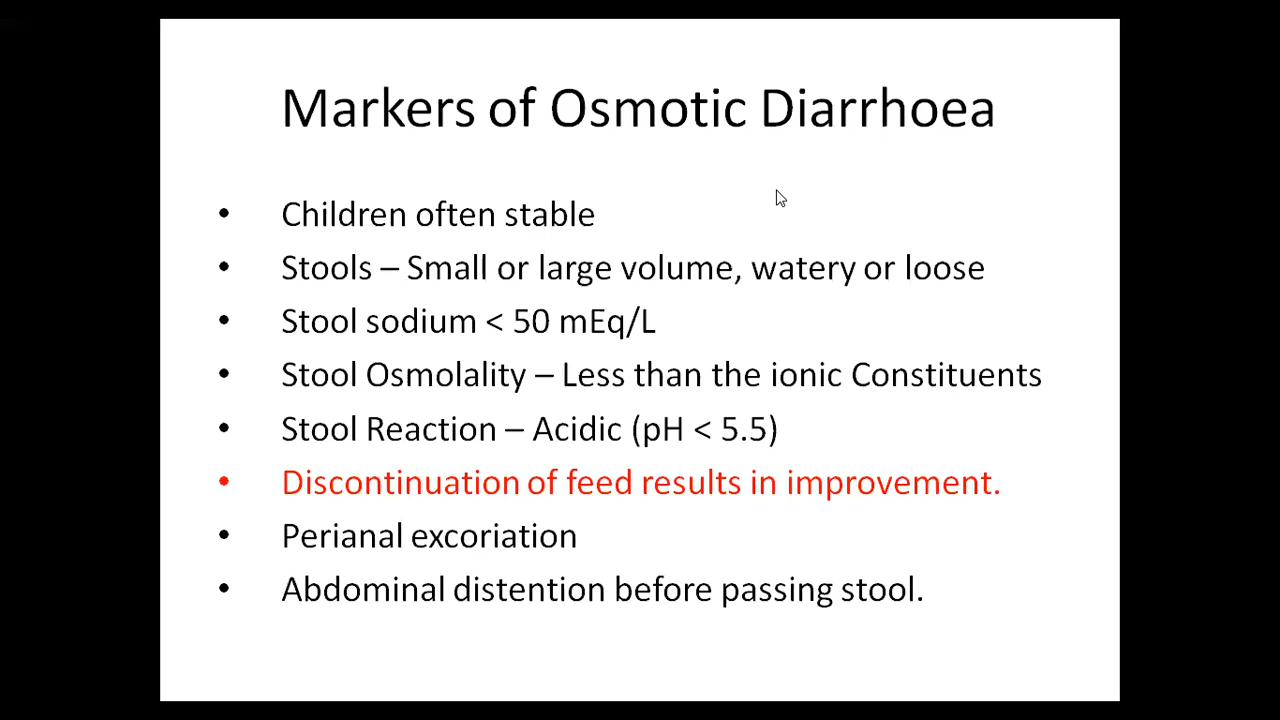 Markers of Osmotic Diarrhoea
• Children often stable
• Stools – Small or large volume, watery or loose
• Stool sodium < 50 mEq/L
• Stool Osmolality – Less than the ionic Constituents
• Stool Reaction – Acidic (pH < 5.5)
• Discontinuation of feed results in improvement.
• Perianal excoriation
• Abdominal distention before passing stool.